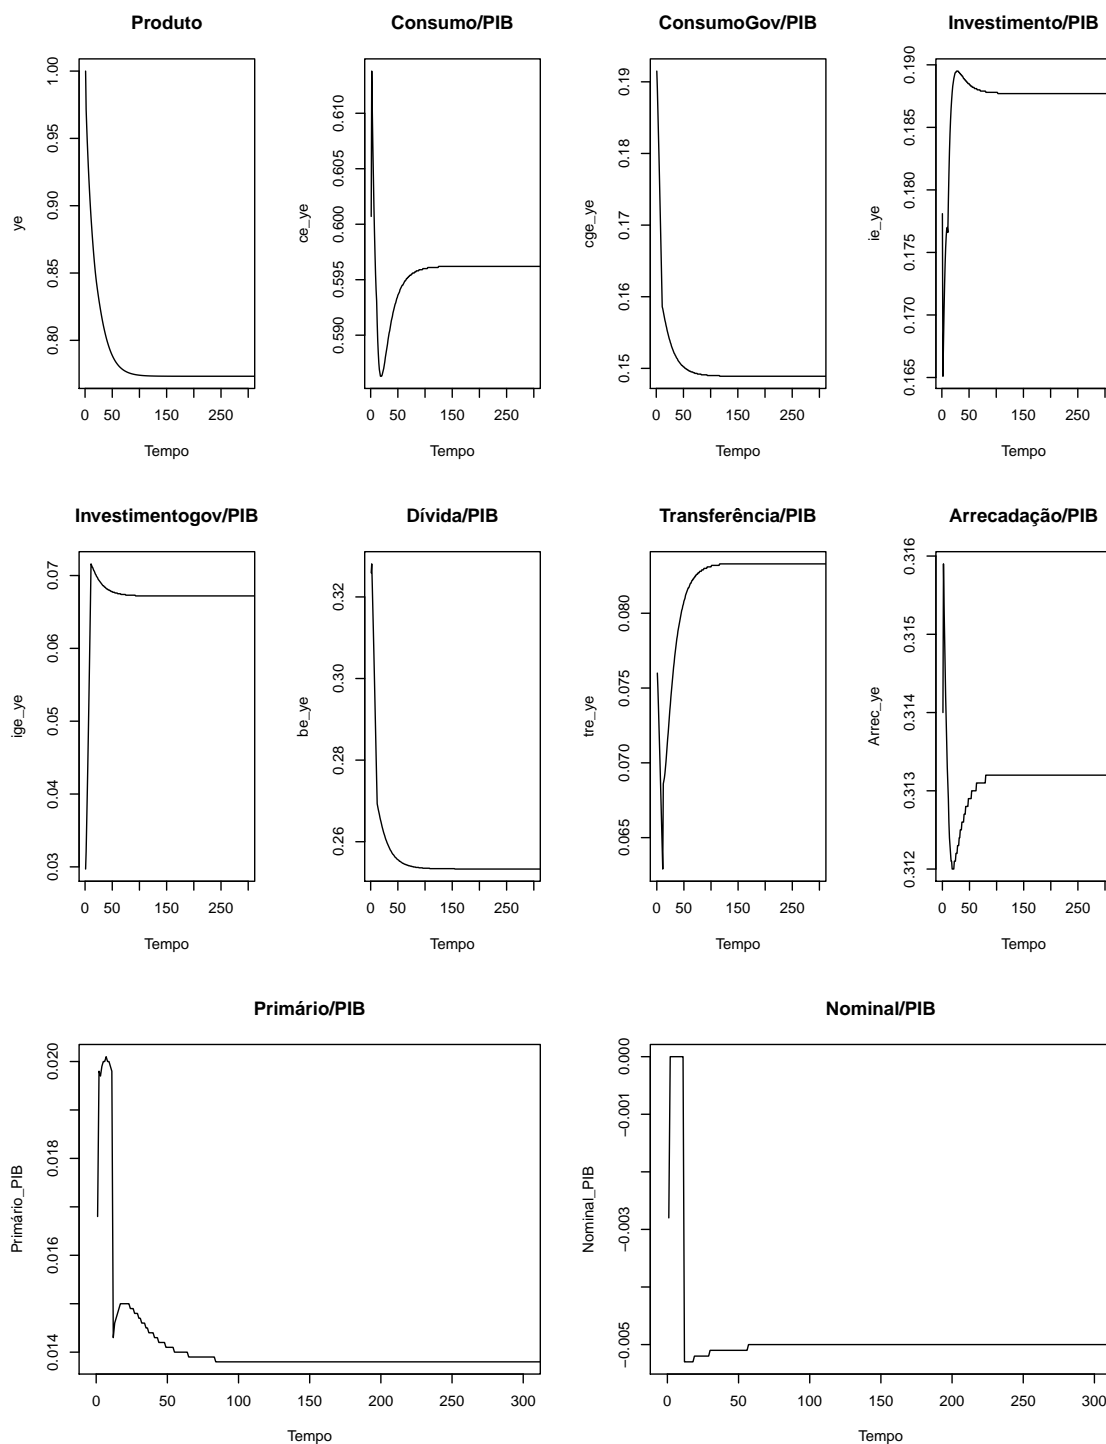 Produto
Consumo/PIB
ConsumoGov/PIB
Investimento/PIB
ye
0.80 0.85 0.90 0.95 1.00
0 50 150 250
Tempo
ce_ye
0.590 0.595 0.600 0.605 0.610
0 50 150 250
Tempo
cge_ye
0.15 0.16 0.17 0.18 0.19
0 50 150 250
Tempo
ie_ye
0.165 0.170 0.175 0.180 0.185 0.190
0 50 150 250
Tempo
Investimentogov/PIB
Dívida/PIB
Transferência/PIB
Arrecadação/PIB
ige_ye
0.03 0.04 0.05 0.06 0.07
0 50 150 250
Tempo
be_ye
0.26 0.28 0.30 0.32
0 50 150 250
Tempo
tre_ye
0.065 0.070 0.075 0.080
0 50 150 250
Tempo
Arrec_ye
0.312 0.313 0.314 0.315 0.316
0 50 150 250
Tempo
Primário/PIB
Nominal/PIB
Primário_PIB
0.014 0.016 0.018 0.020
0 50 100 150 200 250 300
Tempo
Nominal_PIB
−0.005 −0.003 −0.001 0.000
0 50 100 150 200 250 300
Tempo